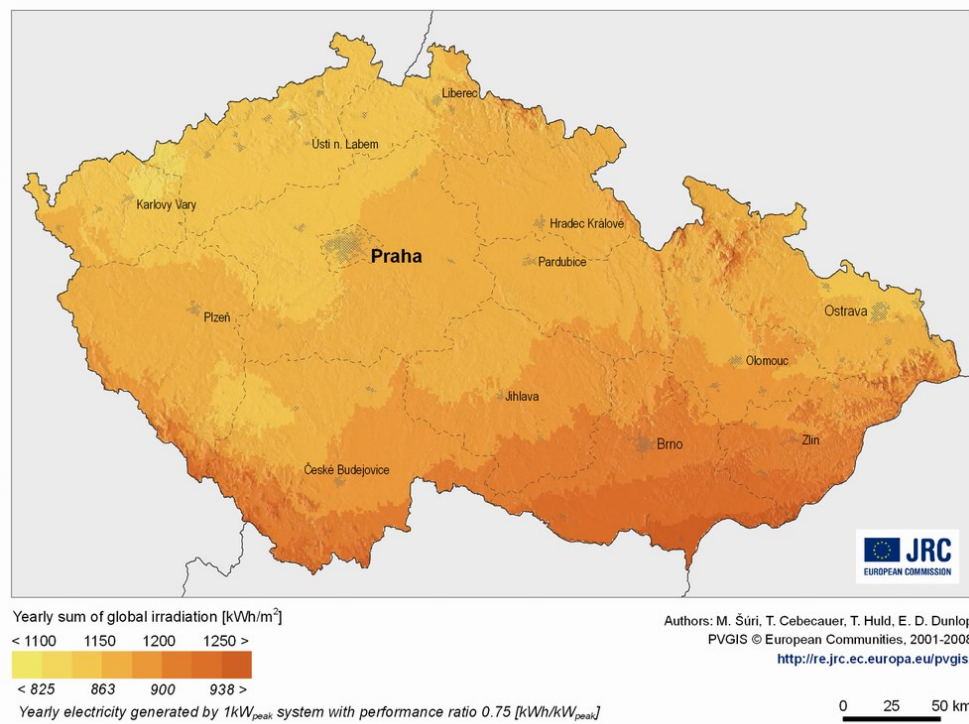 Liberec
Ústí n. Labem
Karlovy Vary
Hradec Králové
Praha
Pardubice
Plzeň
Ostrava
Olomouc
Jihlava
Brno
Zlín
České Budejovice
JRC
EUROPEAN COMMISSION
Yearly sum of global irradiation [kWh/m²]
< 1100 1150 1200 1250 >
< 825 863 900 938 >
Yearly electricity generated by 1kWpeak system with performance ratio 0.75 [kWh/kWpeak]
Authors: M. Šúri, T. Cebecauer, T. Huld, E. D. Dunlop
PVGIS © European Communities, 2001-2008
http://re.jrc.ec.europa.eu/pvgis
0 25 50 km